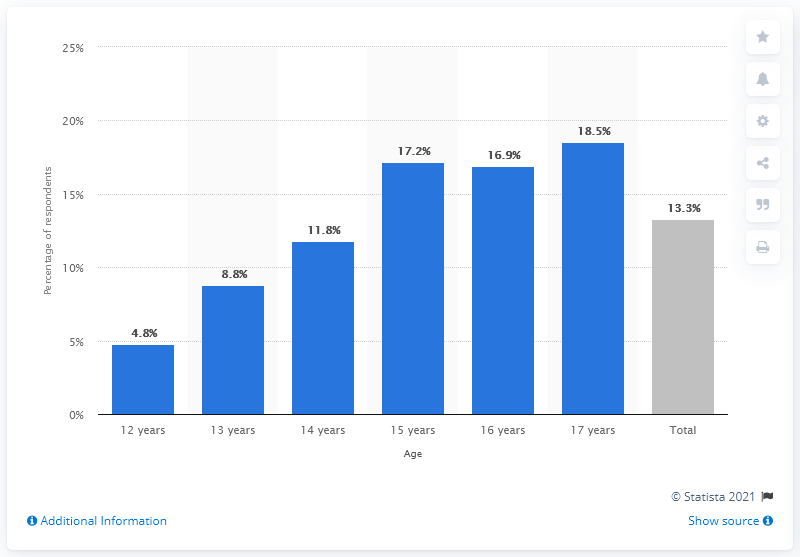 25%
20%
15%
10%
5%
0%
Percentage of respondents
4.8%
8.8%
11.8%
17.2%
16.9%
18.5%
13.3%
12 years
13 years
14 years
15 years
16 years
17 years
Total
Age
© Statista 2021
Additional Information
Show source